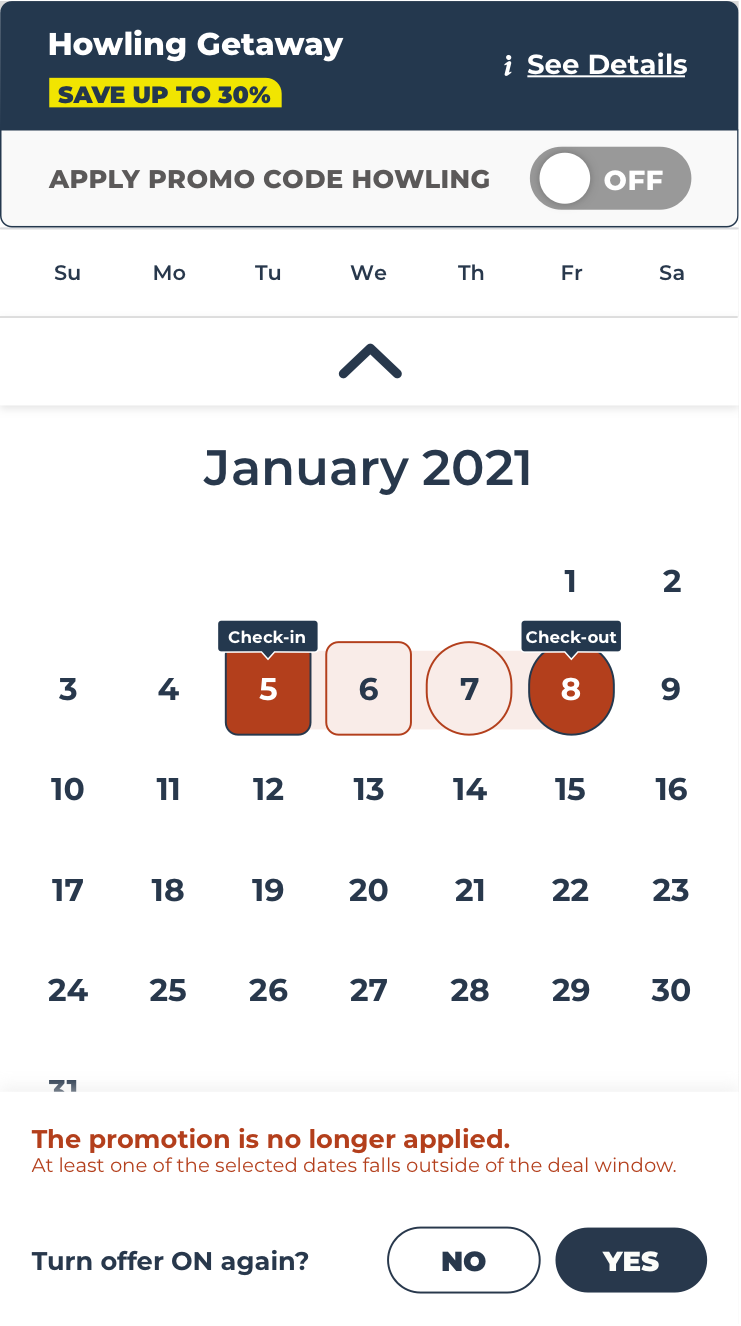 Howling Getaway
SAVE UP TO 30%
i See Details
APPLY PROMO CODE HOWLING
OFF
Su Mo Tu We Th Fr Sa
January 2021
1 2
Check-in Check-out
3 4 5 6 7 8 9
10 11 12 13 14 15 16
17 18 19 20 21 22 23
24 25 26 27 28 29 30
31
The promotion is no longer applied.
At least one of the selected dates falls outside of the deal window.
Turn offer ON again? NO YES